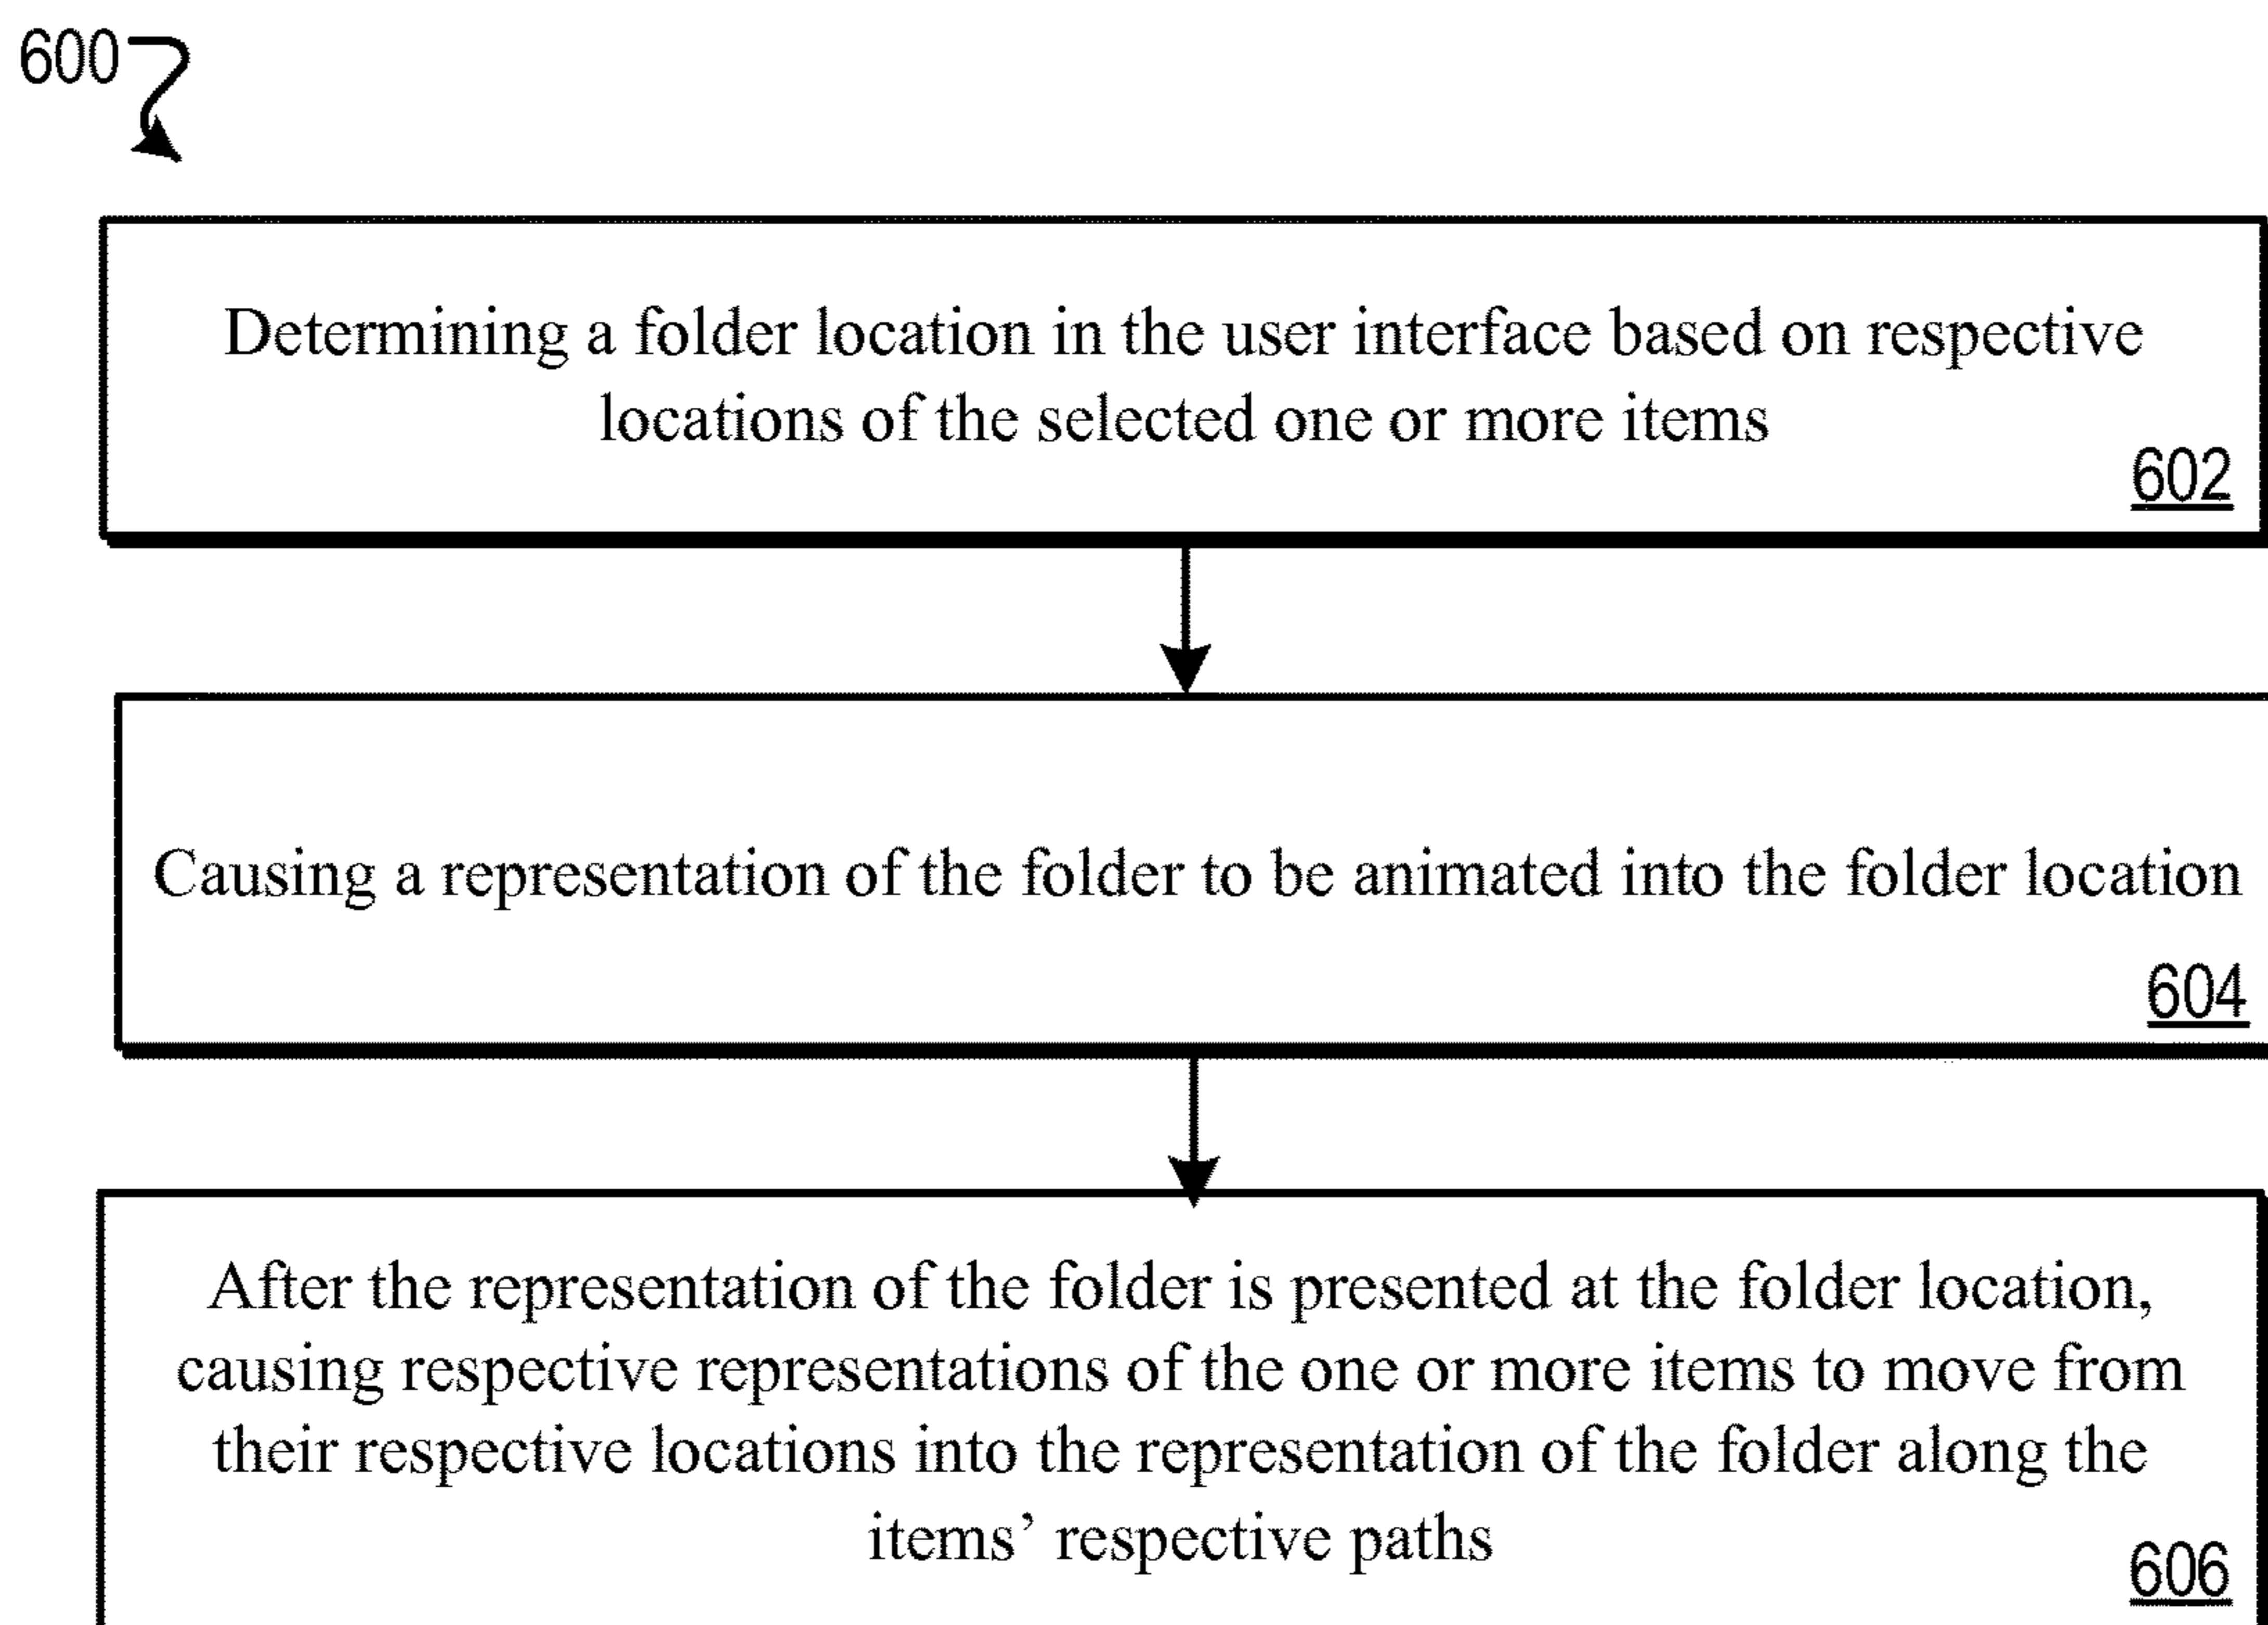 600
Determining a folder location in the user interface based on respective
locations of the selected one or more items
602
Causing a representation of the folder to be animated into the folder location
604
After the representation of the folder is presented at the folder location,
causing respective representations of the one or more items to move from
their respective locations into the representation of the folder along the
items’ respective paths
606